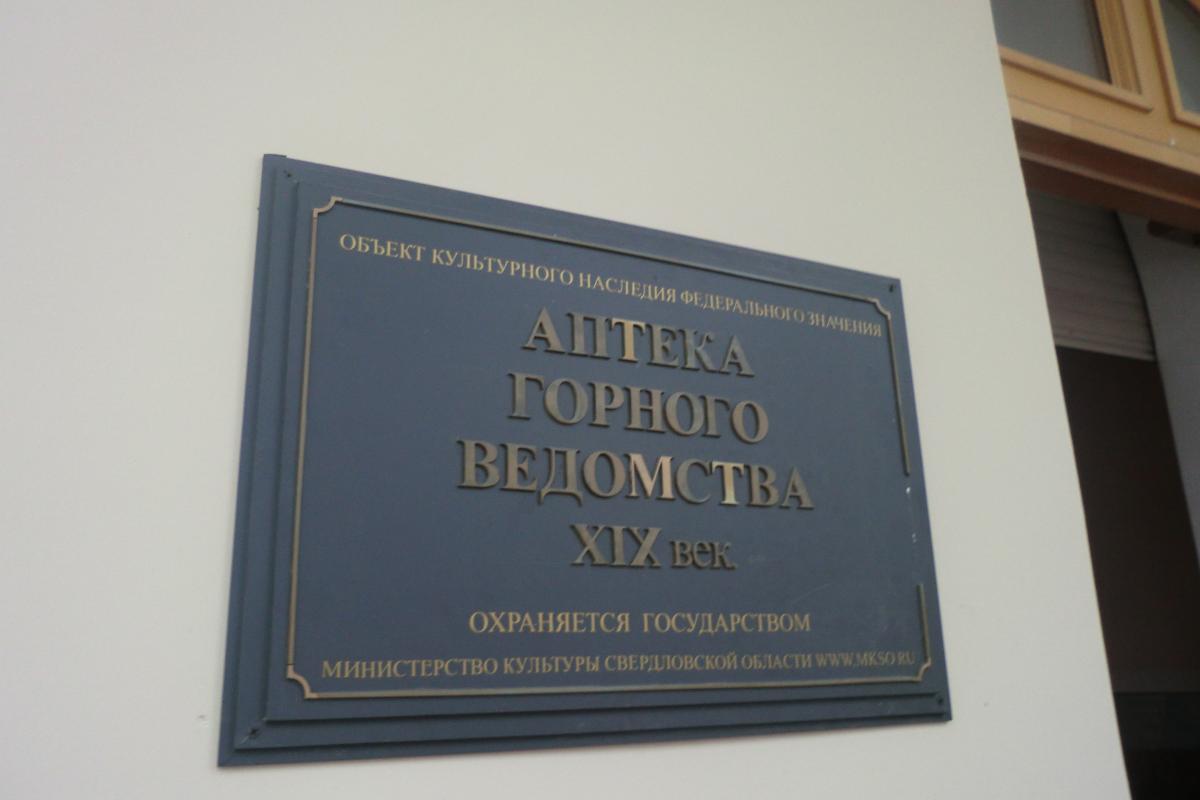 ОБЪЕКТ КУЛЬТУРНОГО НАСЛЕДИЯ ФЕДЕРАЛЬНОГО ЗНАЧЕНИЯ
АПТЕКА
ГОРНОГО
ВЕДОМСТВА
XIX век.
ОХРАНЯЕТСЯ ГОСУДАРСТВОМ
МИНИСТЕРСТВО КУЛЬТУРЫ СВЕРДЛОВСКОЙ ОБЛАСТИ WWW.MKSO.RU